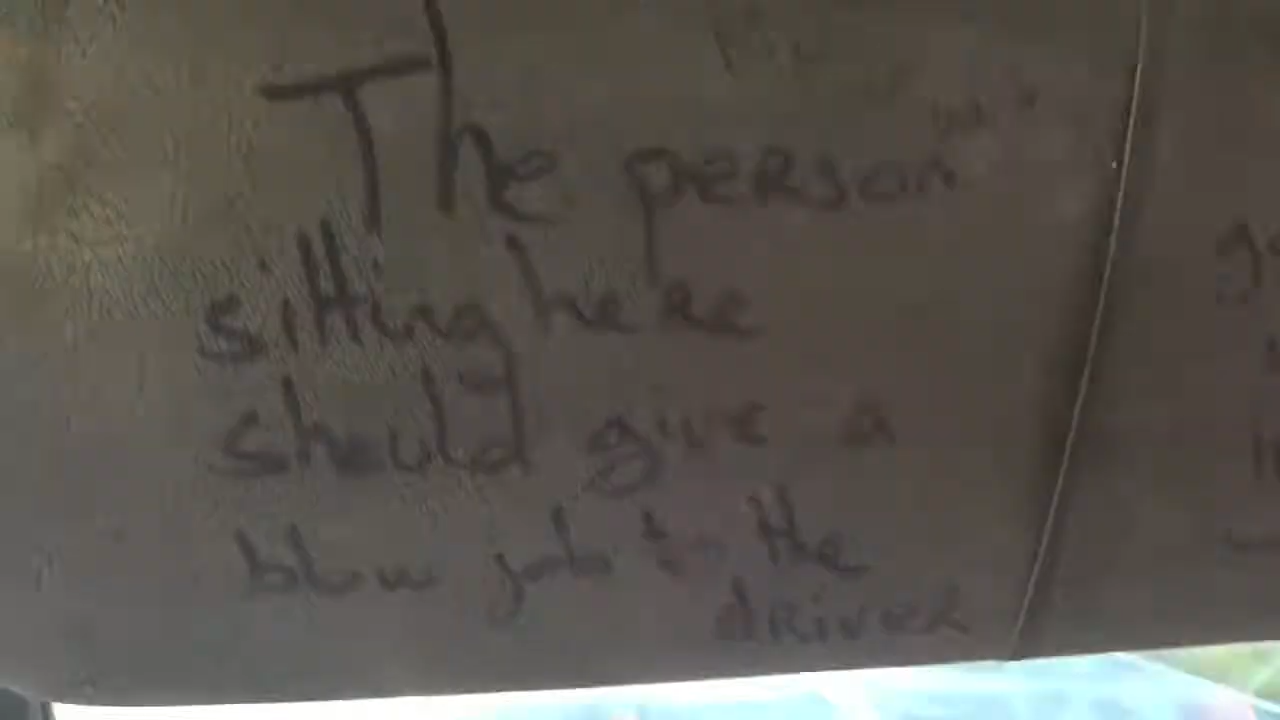 The person
sitting here
should give a
blow job to the
driver